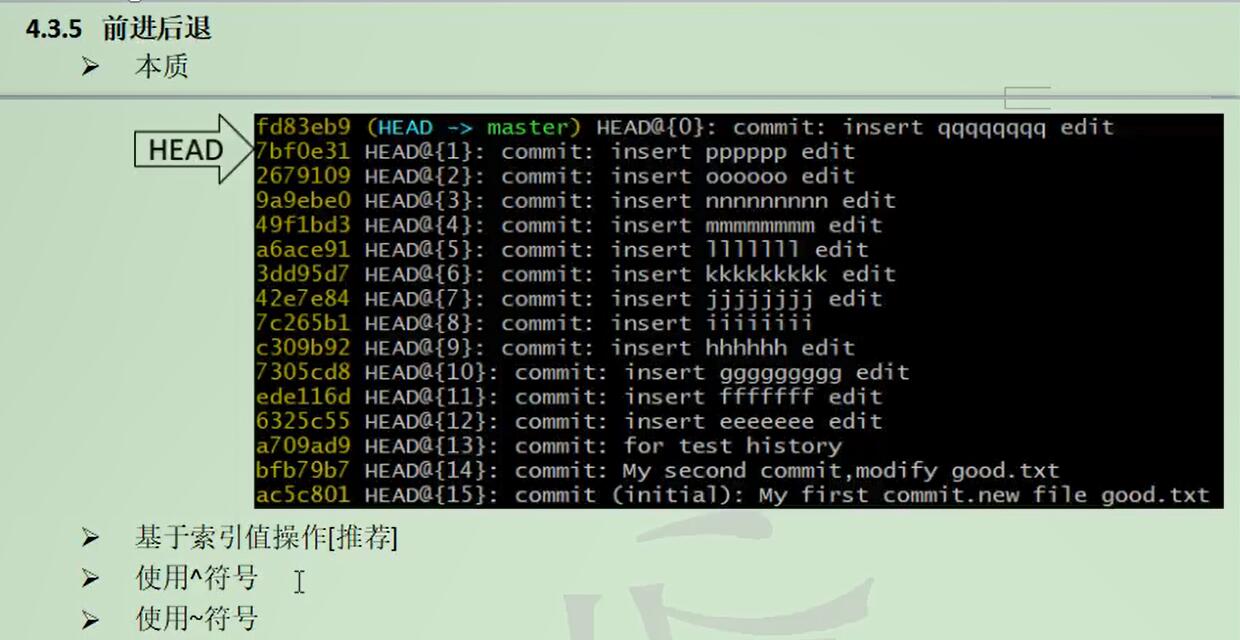 4.3.5 前进后退
➢ 本质
HEAD
fd83eb9 (HEAD -> master) HEAD@{0}: commit: insert qqqqqqqq edit
7bf0e31 HEAD@{1}: commit: insert pppppp edit
2679109 HEAD@{2}: commit: insert oooooo edit
9a9ebe0 HEAD@{3}: commit: insert nnnnnnnnn edit
49f1bd3 HEAD@{4}: commit: insert mmmmmmmm edit
a6ace91 HEAD@{5}: commit: insert lllllll edit
3dd95d7 HEAD@{6}: commit: insert kkkkkkkkk edit
42e7e84 HEAD@{7}: commit: insert jjjjjjjj edit
7c265b1 HEAD@{8}: commit: insert iiiiiiii
c309b92 HEAD@{9}: commit: insert hhhhhh edit
7305cd8 HEAD@{10}: commit: insert ggggggggg edit
ede116d HEAD@{11}: commit: insert fffffff edit
6325c55 HEAD@{12}: commit: insert eeeeeee edit
a709ad9 HEAD@{13}: commit: for test history
bfb79b7 HEAD@{14}: commit: My second commit,modify good.txt
ac5c801 HEAD@{15}: commit (initial): My first commit.new file good.txt
➢ 基于索引值操作[推荐]
➢ 使用^符号
➢ 使用~符号